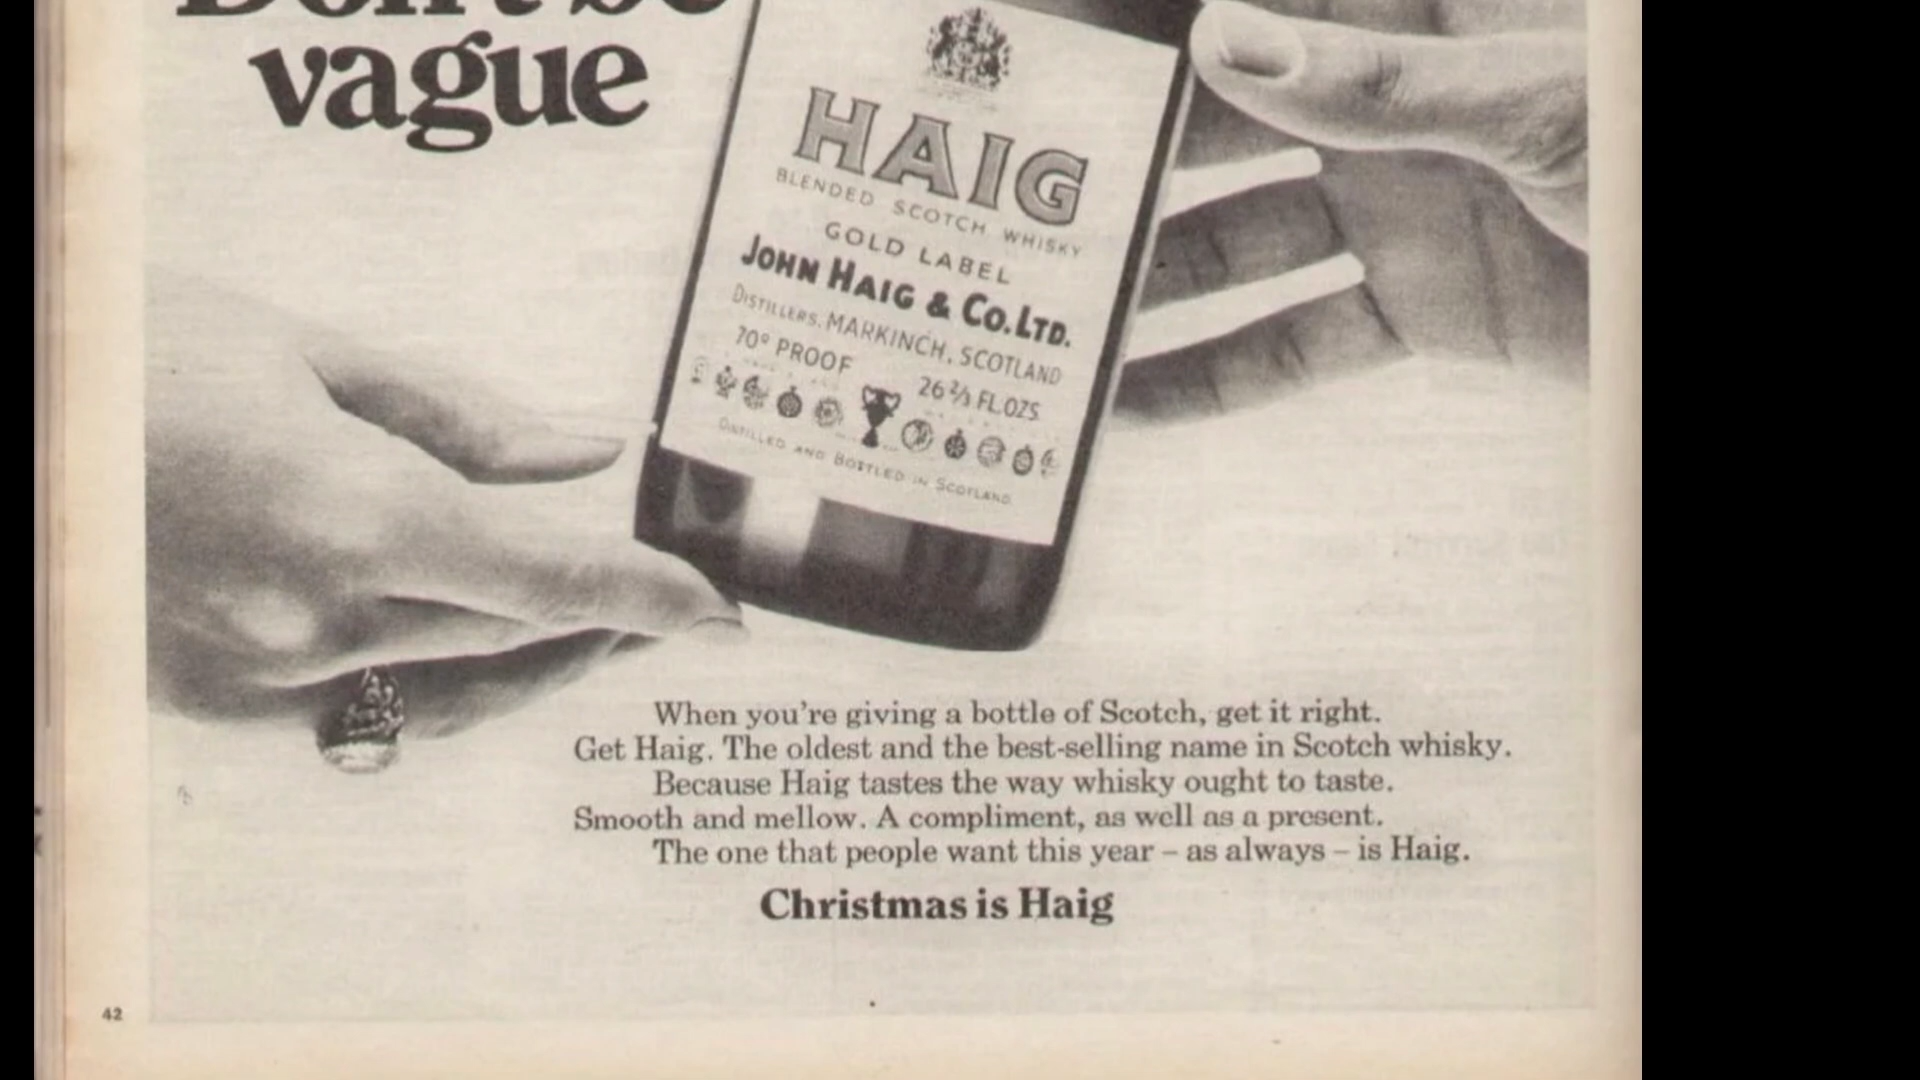 Don't be
vague
HAIG
BLENDED SCOTCH WHISKY
GOLD LABEL
JOHN HAIG & CO. LTD.
DISTILLERS, MARKINCH, SCOTLAND
70° PROOF
26 ⅔ FL.OZS
DISTILLED AND BOTTLED IN SCOTLAND
When you're giving a bottle of Scotch, get it right.
Get Haig. The oldest and the best-selling name in Scotch whisky.
Because Haig tastes the way whisky ought to taste.
Smooth and mellow. A compliment, as well as a present.
The one that people want this year – as always – is Haig.
Christmas is Haig
42